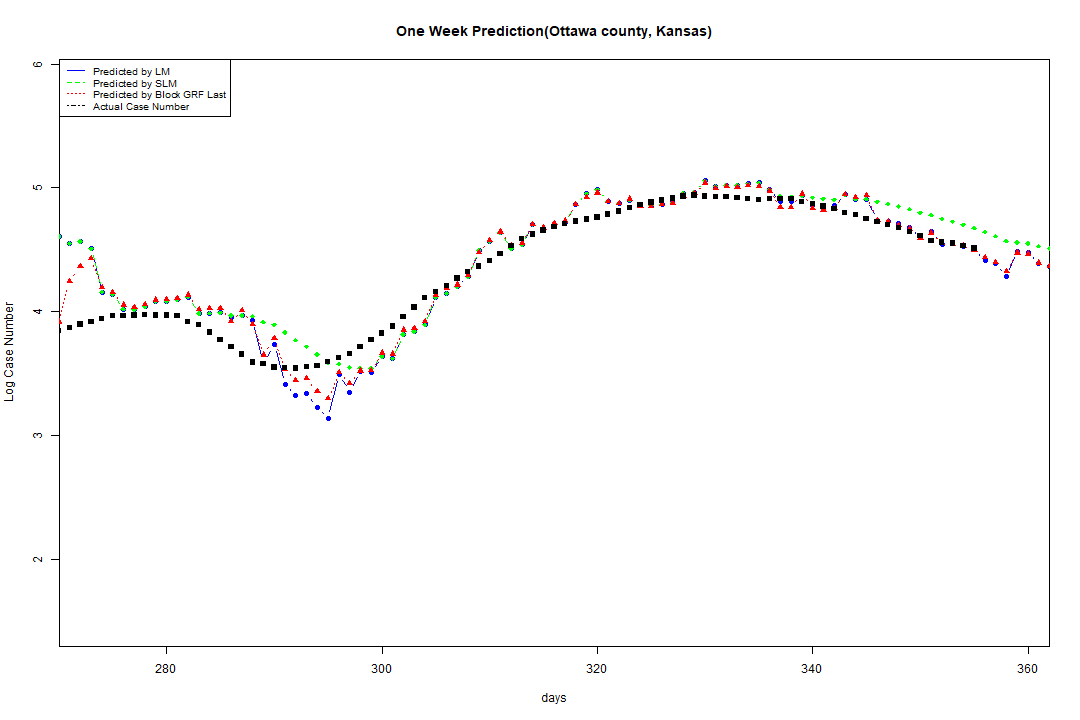 One Week Prediction(Ottawa county, Kansas)
Predicted by LM
Predicted by SLM
Predicted by Block GRF Last
Actual Case Number
6
5
4
3
2
Log Case Number
280
300
320
340
360
days